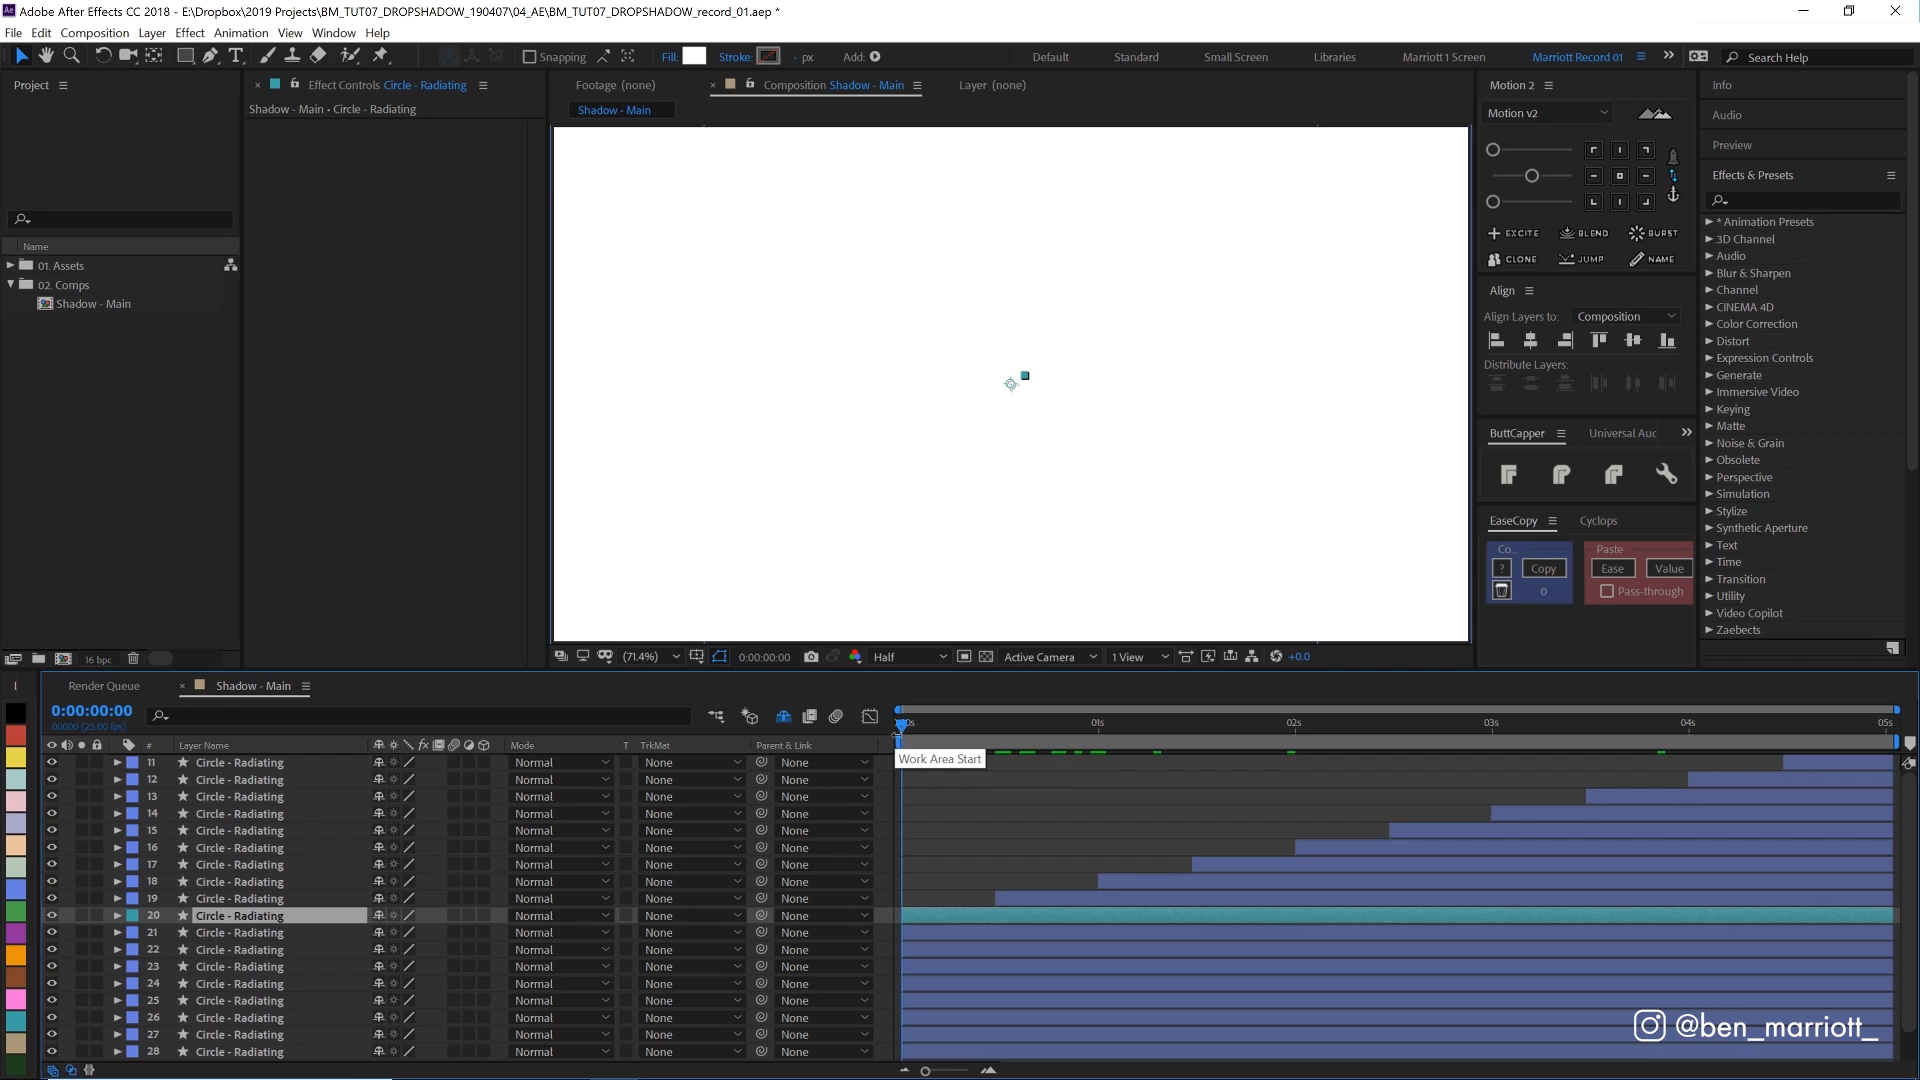 Adobe After Effects CC 2018 - E:\Dropbox\2019 Projects\BM_TUT07_DROPSHADOW_190407\04_AE\BM_TUT07_DROPSHADOW_record_01.aep *
File Edit Composition Layer Effect Animation View Window Help
Snapping Fill: Stroke: - px Add: Default Standard Small Screen Libraries Marriott 1 Screen Marriott Record 01 Search Help
Project
Effect Controls Circle - Radiating
Shadow - Main • Circle - Radiating
Name
01. Assets
02. Comps
Shadow - Main
16 bpc
Footage (none) Composition Shadow - Main Layer (none)
Shadow - Main
(71.4%) 0:00:00:00 Half Active Camera 1 View +0.0
Motion 2
Motion v2
EXCITE BLEND BURST
CLONE JUMP NAME
Align
Align Layers to: Composition
Distribute Layers:
ButtCapper Universal Auc
EaseCopy Cyclops
Co... Paste
? Copy Ease Value
0 Pass-through
Info
Audio
Preview
Effects & Presets
* Animation Presets
3D Channel
Audio
Blur & Sharpen
Channel
CINEMA 4D
Color Correction
Distort
Expression Controls
Generate
Immersive Video
Keying
Matte
Noise & Grain
Obsolete
Perspective
Simulation
Stylize
Synthetic Aperture
Text
Time
Transition
Utility
Video Copilot
Zaebects
Render Queue Shadow - Main
0:00:00:00
00000 (25.00 fps)
01s 02s 03s 04s 05s
# Layer Name Mode T TrkMat Parent & Link
Work Area Start
11 Circle - Radiating Normal None None
12 Circle - Radiating Normal None None
13 Circle - Radiating Normal None None
14 Circle - Radiating Normal None None
15 Circle - Radiating Normal None None
16 Circle - Radiating Normal None None
17 Circle - Radiating Normal None None
18 Circle - Radiating Normal None None
19 Circle - Radiating Normal None None
20 Circle - Radiating Normal None None
21 Circle - Radiating Normal None None
22 Circle - Radiating Normal None None
23 Circle - Radiating Normal None None
24 Circle - Radiating Normal None None
25 Circle - Radiating Normal None None
26 Circle - Radiating Normal None None
27 Circle - Radiating Normal None None
28 Circle - Radiating Normal None None
@ben_marriott_